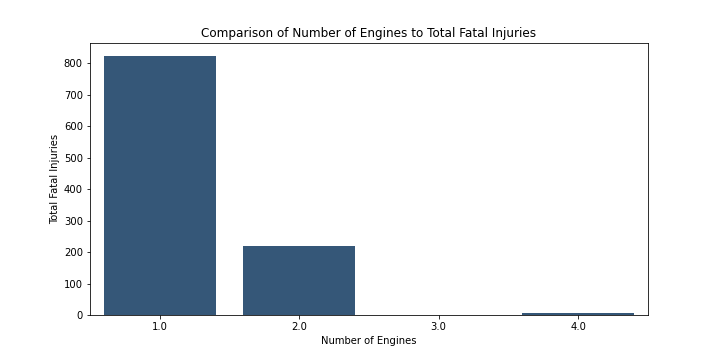 Comparison of Number of Engines to Total Fatal Injuries
Total Fatal Injuries
800
700
600
500
400
300
200
100
0
1.0 2.0 3.0 4.0
Number of Engines